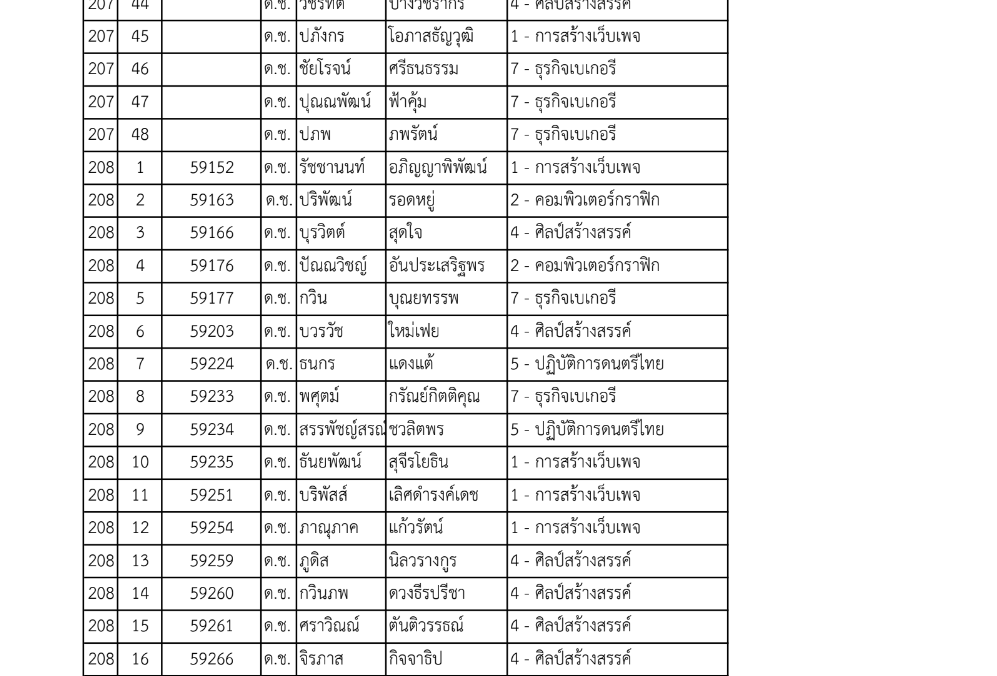 207 44 ด.ช. วชิรทิต ปางวัชรากร 4 - ศิลป์สร้างสรรค์
207 45 ด.ช. ปภังกร โอภาสธัญวุฒิ 1 - การสร้างเว็บเพจ
207 46 ด.ช. ชัยโรจน์ ศรีธนธรรม 7 - ธุรกิจเบเกอรี
207 47 ด.ช. ปุณณพัฒน์ ฟ้าคุ้ม 7 - ธุรกิจเบเกอรี
207 48 ด.ช. ปภพ ภพรัตน์ 7 - ธุรกิจเบเกอรี
208 1 59152 ด.ช. รัชชานนท์ อภิญญาพิพัฒน์ 1 - การสร้างเว็บเพจ
208 2 59163 ด.ช. ปริพัฒน์ รอดหยู่ 2 - คอมพิวเตอร์กราฟิก
208 3 59166 ด.ช. บุรวิตต์ สุดใจ 4 - ศิลป์สร้างสรรค์
208 4 59176 ด.ช. ปัณณวิชญ์ อันประเสริฐพร 2 - คอมพิวเตอร์กราฟิก
208 5 59177 ด.ช. กวิน บุณยทรรพ 7 - ธุรกิจเบเกอรี
208 6 59203 ด.ช. บวรวัช ใหม่เฟย 4 - ศิลป์สร้างสรรค์
208 7 59224 ด.ช. ธนกร แดงแต้ 5 - ปฏิบัติการดนตรีไทย
208 8 59233 ด.ช. พศุตม์ กรัณย์กิตติคุณ 7 - ธุรกิจเบเกอรี
208 9 59234 ด.ช. สรรพัชญ์สรณ์ ชวลิตพร 5 - ปฏิบัติการดนตรีไทย
208 10 59235 ด.ช. ธันยพัฒน์ สุจีรโยธิน 1 - การสร้างเว็บเพจ
208 11 59251 ด.ช. บริพัสส์ เลิศดำรงค์เดช 1 - การสร้างเว็บเพจ
208 12 59254 ด.ช. ภาณุภาค แก้วรัตน์ 1 - การสร้างเว็บเพจ
208 13 59259 ด.ช. ภูดิส นิลวรางกูร 4 - ศิลป์สร้างสรรค์
208 14 59260 ด.ช. กวินภพ ดวงธีรปรีชา 4 - ศิลป์สร้างสรรค์
208 15 59261 ด.ช. ศราวิณณ์ ตันติวรรธณ์ 4 - ศิลป์สร้างสรรค์
208 16 59266 ด.ช. จิรภาส กิจจาธิป 4 - ศิลป์สร้างสรรค์